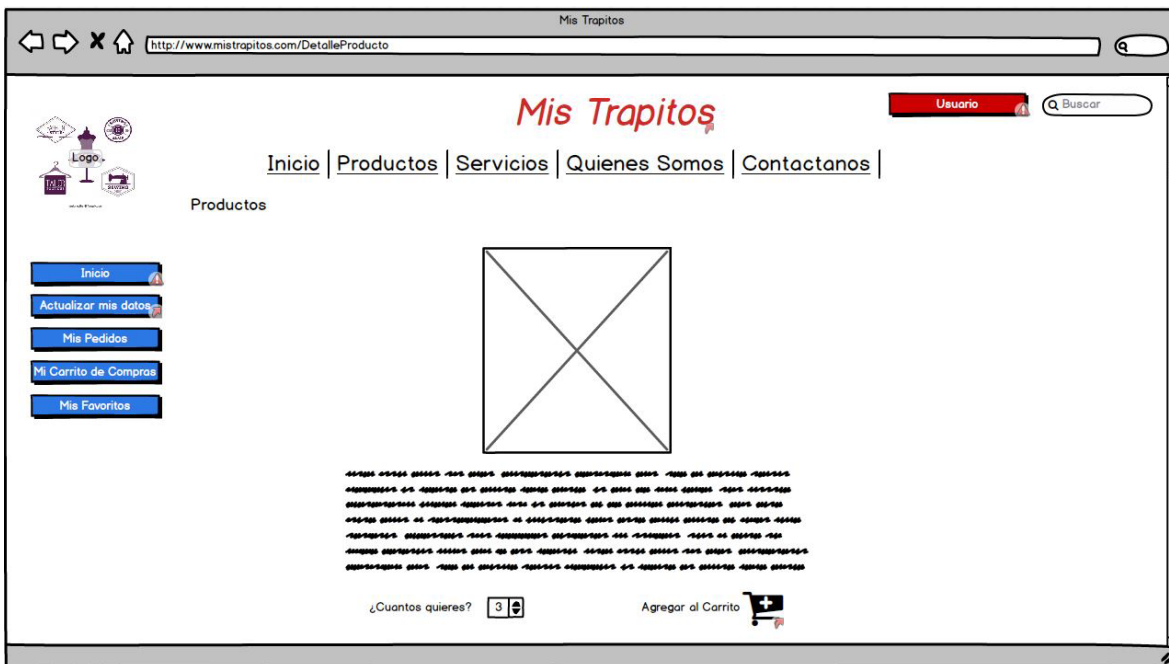 Mis Trapitos
http://www.mistrapitos.com/DetalleProducto
Mis Trapitos
Usuario
Buscar
Logo
Inicio | Productos | Servicios | Quienes Somos | Contactanos |
Productos
Inicio
Actualizar mis datos
Mis Pedidos
Mi Carrito de Compras
Mis Favoritos
¿Cuantos quieres? 3
Agregar al Carrito